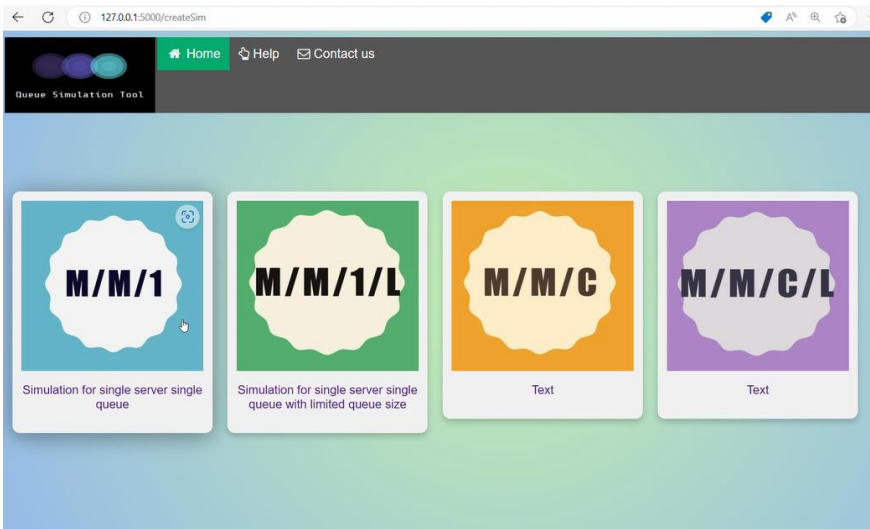 127.0.0.1:5000/createSim
Home Help Contact us
Queue Simulation Tool
M/M/1
M/M/1/L
M/M/C
M/M/C/L
Simulation for single server single
queue
Simulation for single server single
queue with limited queue size
Text
Text